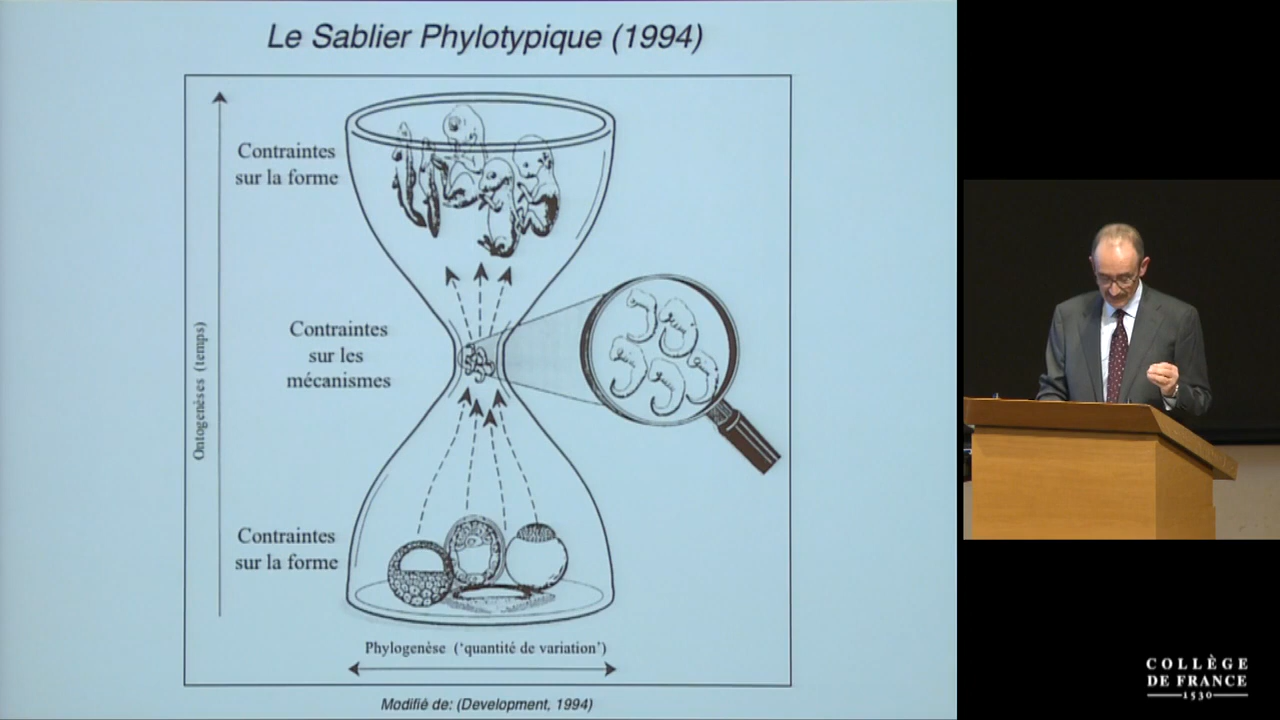 Le Sablier Phylotypique (1994)
Contraintes
sur la forme
Contraintes
sur les
mécanismes
Ontogenèses (temps)
Contraintes
sur la forme
Phylogenèse (‘quantité de variation’)
Modifié de: (Development, 1994)
COLLÈGE
DE FRANCE
1530